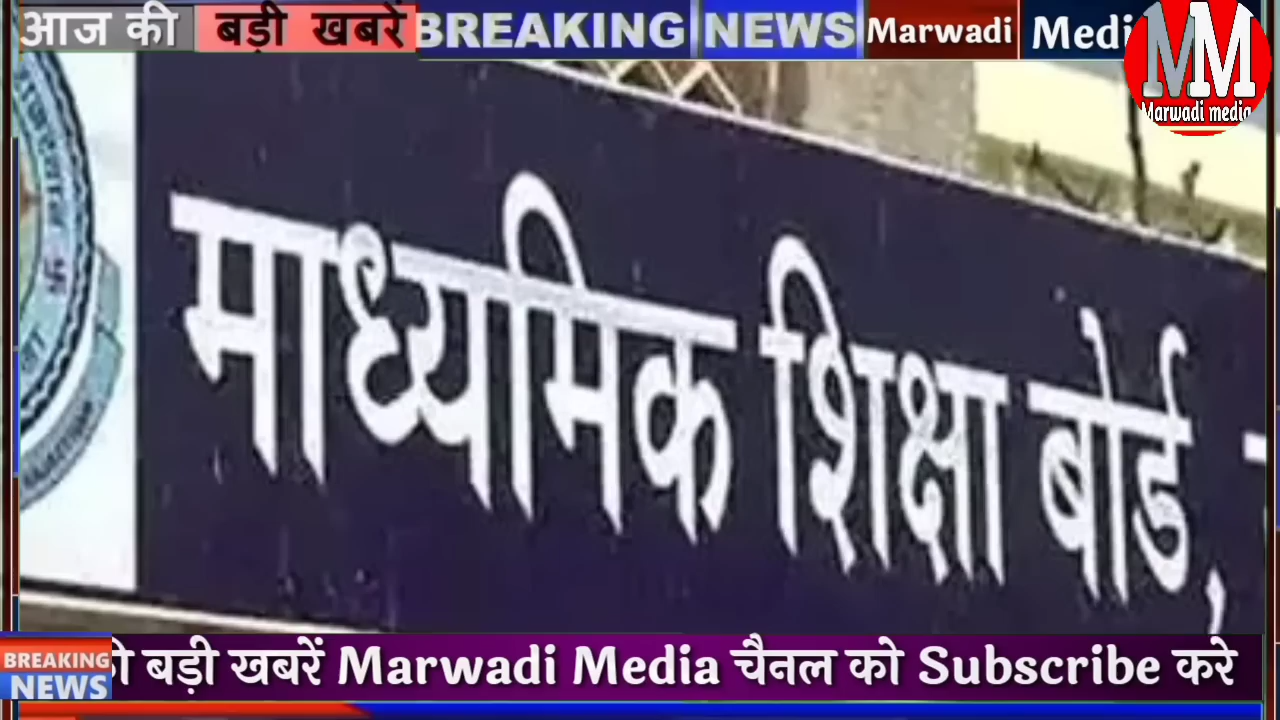 आज की बड़ी खबरें BREAKING NEWS Marwadi Medi
MM
Marwadi media
माध्यमिक शिक्षा बोर्ड,
BREAKING
NEWS
बड़ी खबरें Marwadi Media चैनल को Subscribe करे